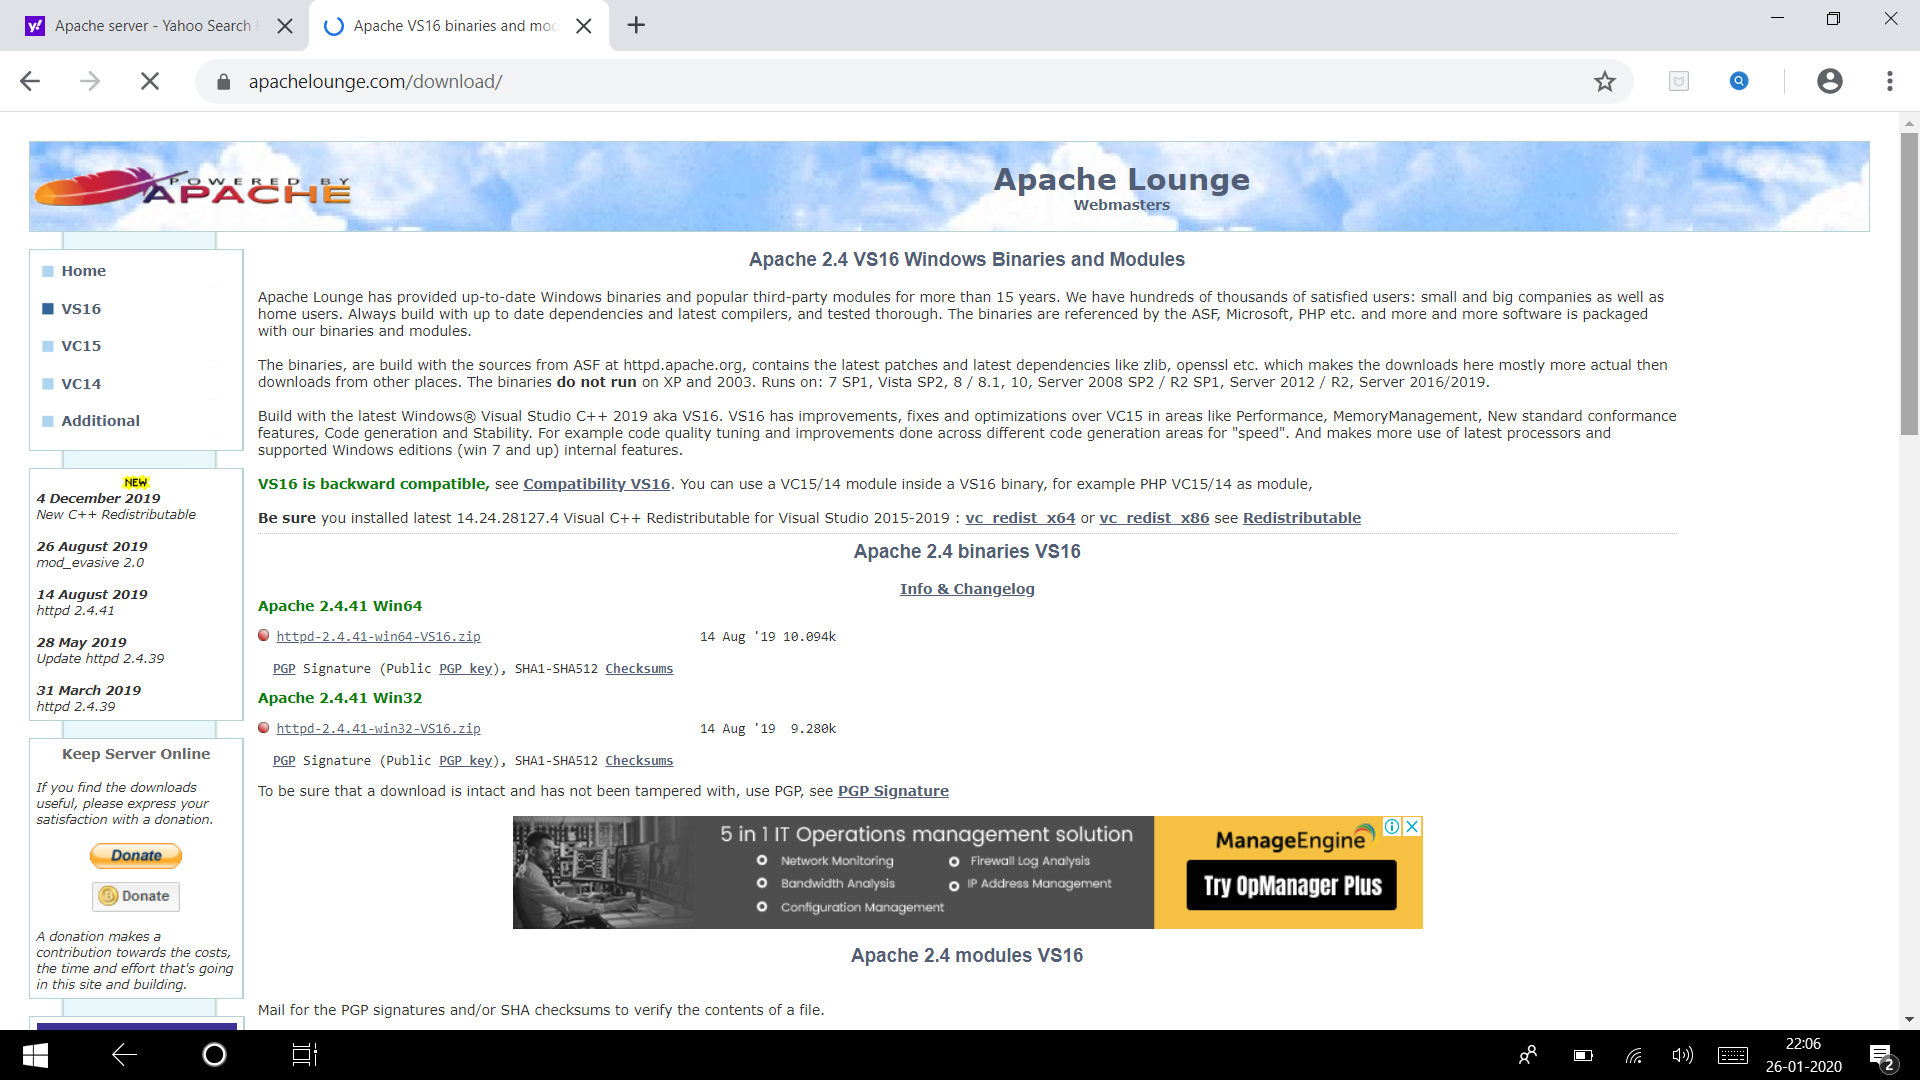 Apache server - Yahoo Search
Apache VS16 binaries and mod
apachelounge.com/download/
POWERED BY
APACHE
Apache Lounge
Webmasters
Home
VS16
VC15
VC14
Additional
NEW
4 December 2019
New C++ Redistributable
26 August 2019
mod_evasive 2.0
14 August 2019
httpd 2.4.41
28 May 2019
Update httpd 2.4.39
31 March 2019
httpd 2.4.39
Keep Server Online
If you find the downloads
useful, please express your
satisfaction with a donation.
Donate
Donate
A donation makes a
contribution towards the costs,
the time and effort that's going
in this site and building.
Apache 2.4 VS16 Windows Binaries and Modules
Apache Lounge has provided up-to-date Windows binaries and popular third-party modules for more than 15 years. We have hundreds of thousands of satisfied users: small and big companies as well as
home users. Always build with up to date dependencies and latest compilers, and tested thorough. The binaries are referenced by the ASF, Microsoft, PHP etc. and more and more software is packaged
with our binaries and modules.
The binaries, are build with the sources from ASF at httpd.apache.org, contains the latest patches and latest dependencies like zlib, openssl etc. which makes the downloads here mostly more actual then
downloads from other places. The binaries do not run on XP and 2003. Runs on: 7 SP1, Vista SP2, 8 / 8.1, 10, Server 2008 SP2 / R2 SP1, Server 2012 / R2, Server 2016/2019.
Build with the latest Windows® Visual Studio C++ 2019 aka VS16. VS16 has improvements, fixes and optimizations over VC15 in areas like Performance, MemoryManagement, New standard conformance
features, Code generation and Stability. For example code quality tuning and improvements done across different code generation areas for "speed". And makes more use of latest processors and
supported Windows editions (win 7 and up) internal features.
VS16 is backward compatible, see Compatibility VS16. You can use a VC15/14 module inside a VS16 binary, for example PHP VC15/14 as module,
Be sure you installed latest 14.24.28127.4 Visual C++ Redistributable for Visual Studio 2015-2019 : vc_redist_x64 or vc_redist_x86 see Redistributable
Apache 2.4 binaries VS16
Info & Changelog
Apache 2.4.41 Win64
httpd-2.4.41-win64-VS16.zip 14 Aug '19 10.094k
PGP Signature (Public PGP key), SHA1-SHA512 Checksums
Apache 2.4.41 Win32
httpd-2.4.41-win32-VS16.zip 14 Aug '19 9.280k
PGP Signature (Public PGP key), SHA1-SHA512 Checksums
To be sure that a download is intact and has not been tampered with, use PGP, see PGP Signature
5 in 1 IT Operations management solution
Network Monitoring Firewall Log Analysis
Bandwidth Analysis IP Address Management
Configuration Management
ManageEngine
Try OpManager Plus
Apache 2.4 modules VS16
Mail for the PGP signatures and/or SHA checksums to verify the contents of a file.
22:06
26-01-2020
2